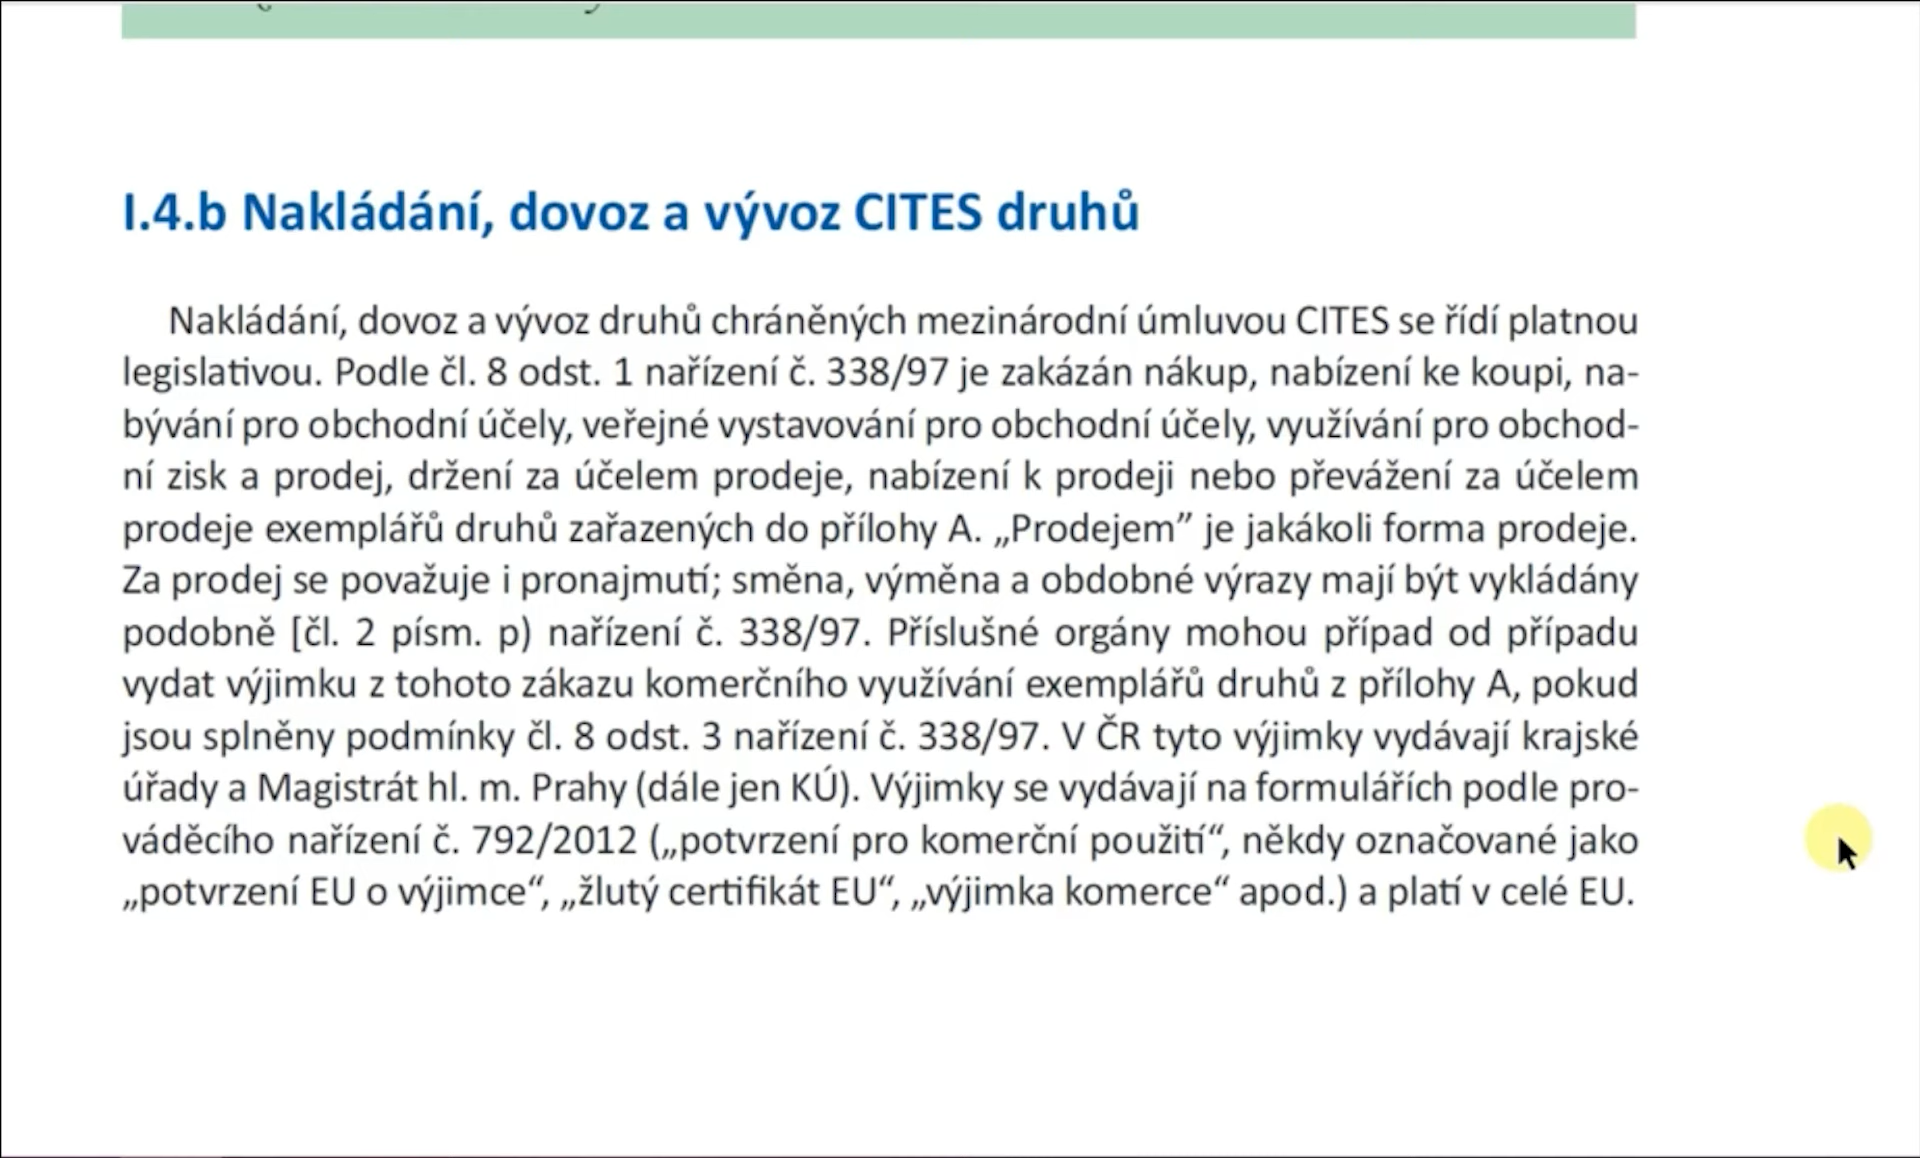 I.4.b Nakládání, dovoz a vývoz CITES druhů
Nakládání, dovoz a vývoz druhů chráněných mezinárodní úmluvou CITES se řídí platnou
legislativou. Podle čl. 8 odst. 1 nařízení č. 338/97 je zakázán nákup, nabízení ke koupi, na-
bývání pro obchodní účely, veřejné vystavování pro obchodní účely, využívání pro obchod-
ní zisk a prodej, držení za účelem prodeje, nabízení k prodeji nebo převážení za účelem
prodeje exemplářů druhů zařazených do přílohy A. „Prodejem” je jakákoli forma prodeje.
Za prodej se považuje i pronajmutí; směna, výměna a obdobné výrazy mají být vykládány
podobně [čl. 2 písm. p) nařízení č. 338/97. Příslušné orgány mohou případ od případu
vydat výjimku z tohoto zákazu komerčního využívání exemplářů druhů z přílohy A, pokud
jsou splněny podmínky čl. 8 odst. 3 nařízení č. 338/97. V ČR tyto výjimky vydávají krajské
úřady a Magistrát hl. m. Prahy (dále jen KÚ). Výjimky se vydávají na formulářích podle pro-
váděcího nařízení č. 792/2012 („potvrzení pro komerční použití“, někdy označované jako
„potvrzení EU o výjimce“, „žlutý certifikát EU“, „výjimka komerce“ apod.) a platí v celé EU.